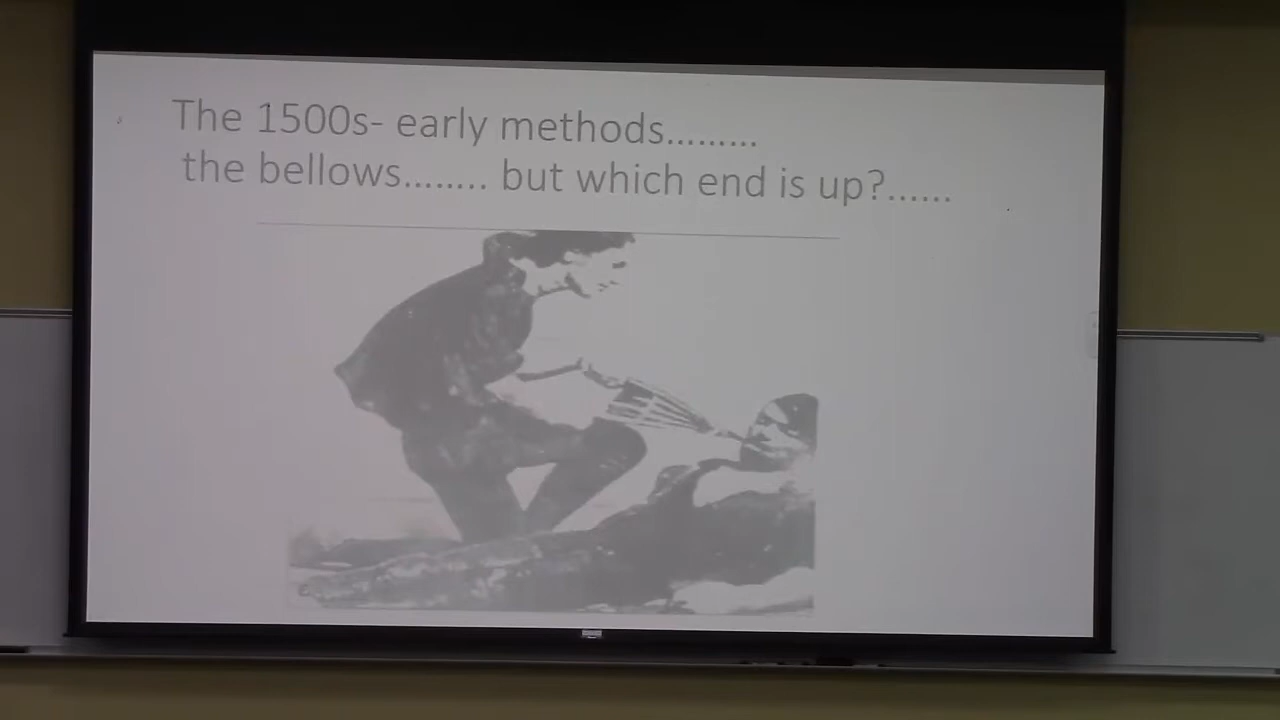 The 1500s- early methods.........
the bellows........ but which end is up?......